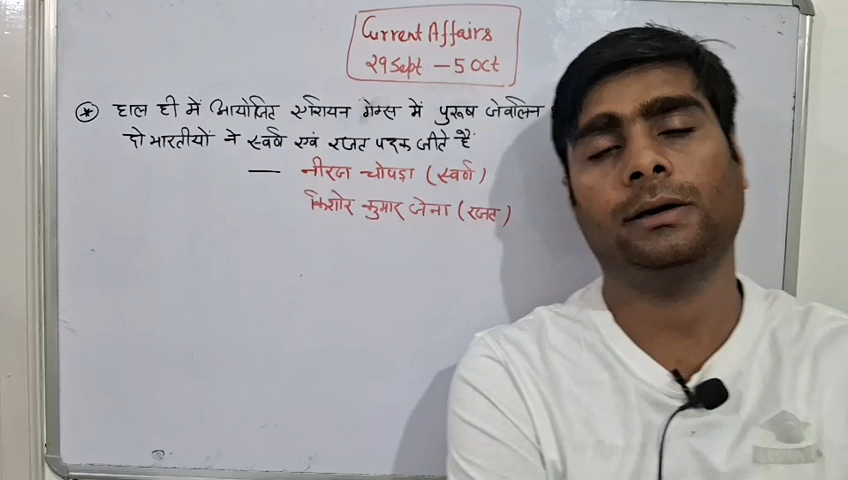 Current Affairs
29 Sept — 5 Oct
हाल ही में आयोजित एशियन गेम्स में पुरूष जेवलिन
दो भारतीयों ने स्वर्ण एवं रजत पदक जीते हैं
— नीरज चोपड़ा (स्वर्ण)
किशोर कुमार जेना (रजत)